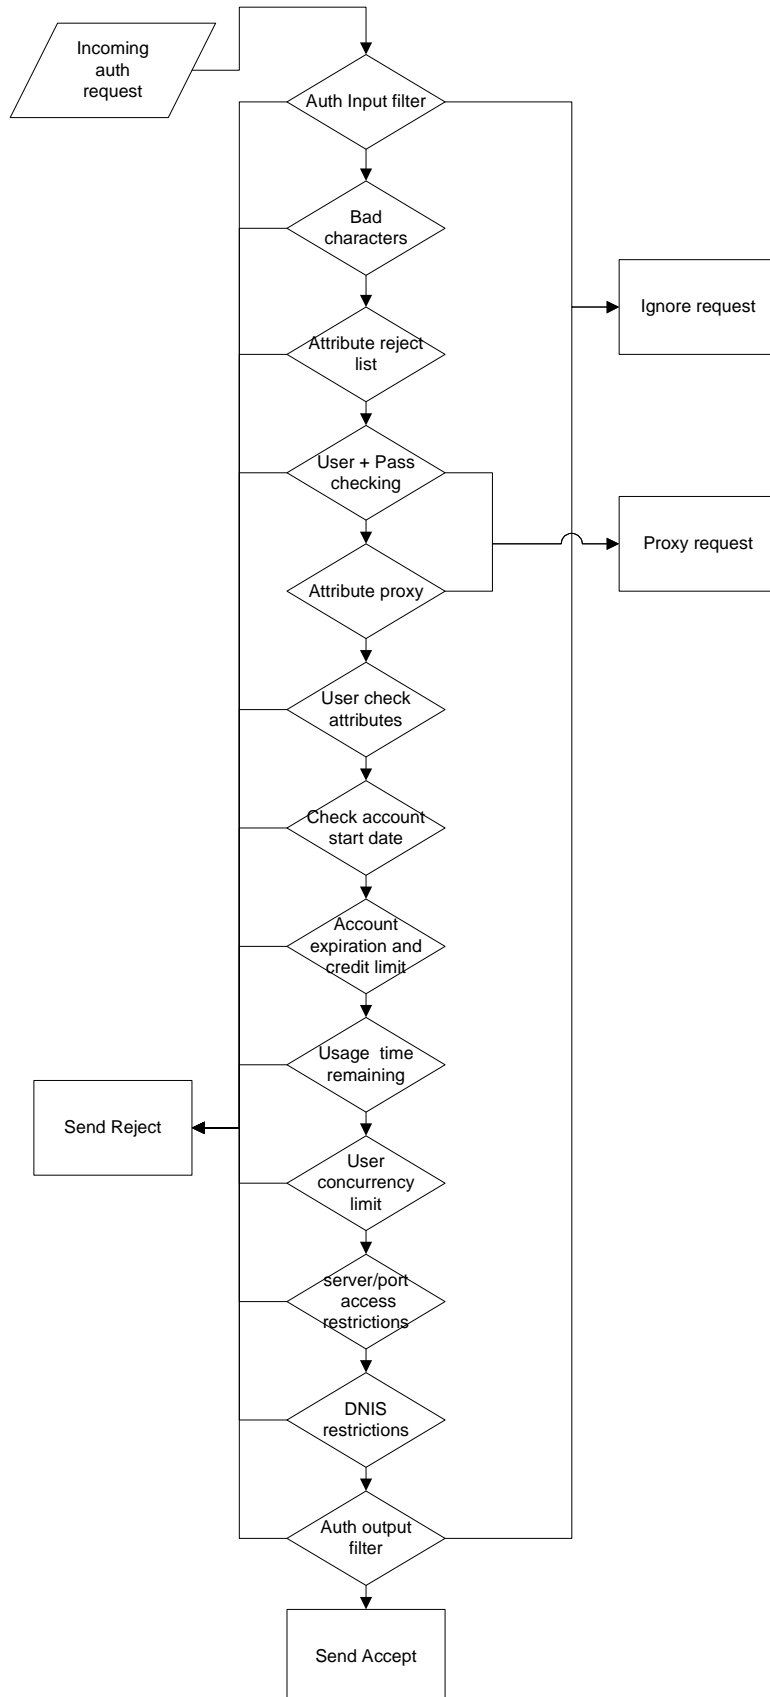 Incoming
auth
request
Auth Input filter
Bad
characters
Ignore request
Attribute reject
list
User + Pass
checking
Proxy request
Attribute proxy
User check
attributes
Check account
start date
Account
expiration and
credit limit
Usage time
remaining
Send Reject
User
concurrency
limit
server/port
access
restrictions
DNIS
restrictions
Auth output
filter
Send Accept